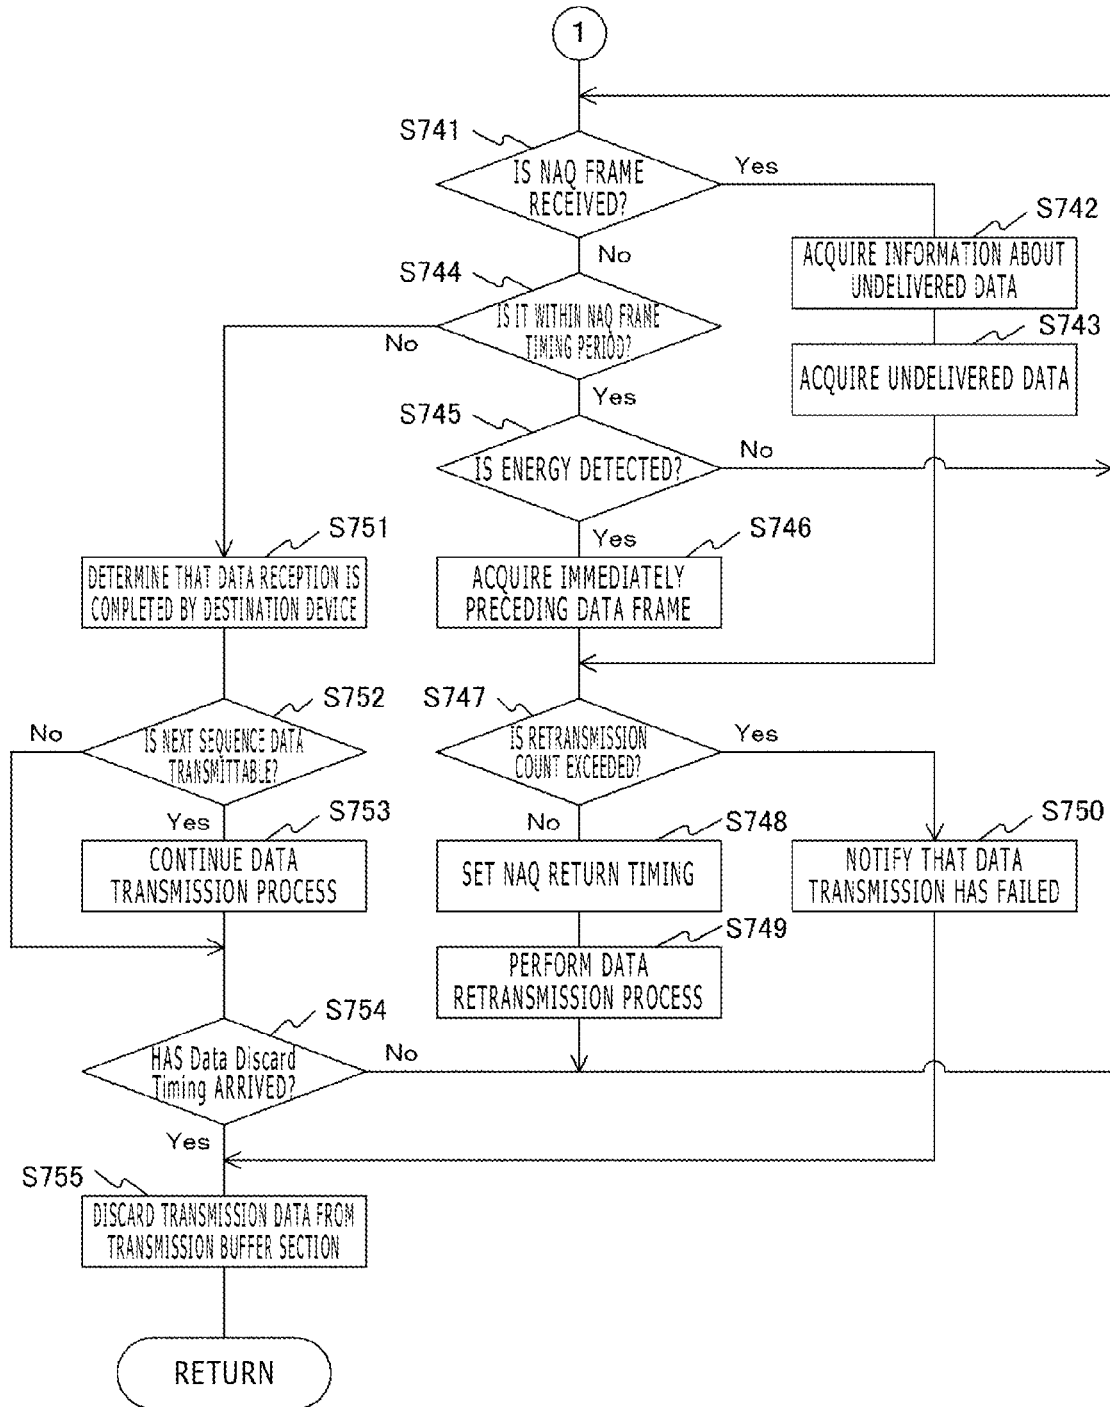 1
S741
IS NAQ FRAME
RECEIVED?
Yes
No
S742
ACQUIRE INFORMATION ABOUT
UNDELIVERED DATA
S743
ACQUIRE UNDELIVERED DATA
S744
IS IT WITHIN NAQ FRAME
TIMING PERIOD?
No
Yes
S745
IS ENERGY DETECTED?
No
Yes
S746
ACQUIRE IMMEDIATELY
PRECEDING DATA FRAME
S751
DETERMINE THAT DATA RECEPTION IS
COMPLETED BY DESTINATION DEVICE
S752
No
IS NEXT SEQUENCE DATA
TRANSMITTABLE?
Yes
S753
CONTINUE DATA
TRANSMISSION PROCESS
S747
IS RETRANSMISSION
COUNT EXCEEDED?
Yes
No
S748
SET NAQ RETURN TIMING
S749
PERFORM DATA
RETRANSMISSION PROCESS
S750
NOTIFY THAT DATA
TRANSMISSION HAS FAILED
S754
HAS Data Discard
Timing ARRIVED?
No
Yes
S755
DISCARD TRANSMISSION DATA FROM
TRANSMISSION BUFFER SECTION
RETURN